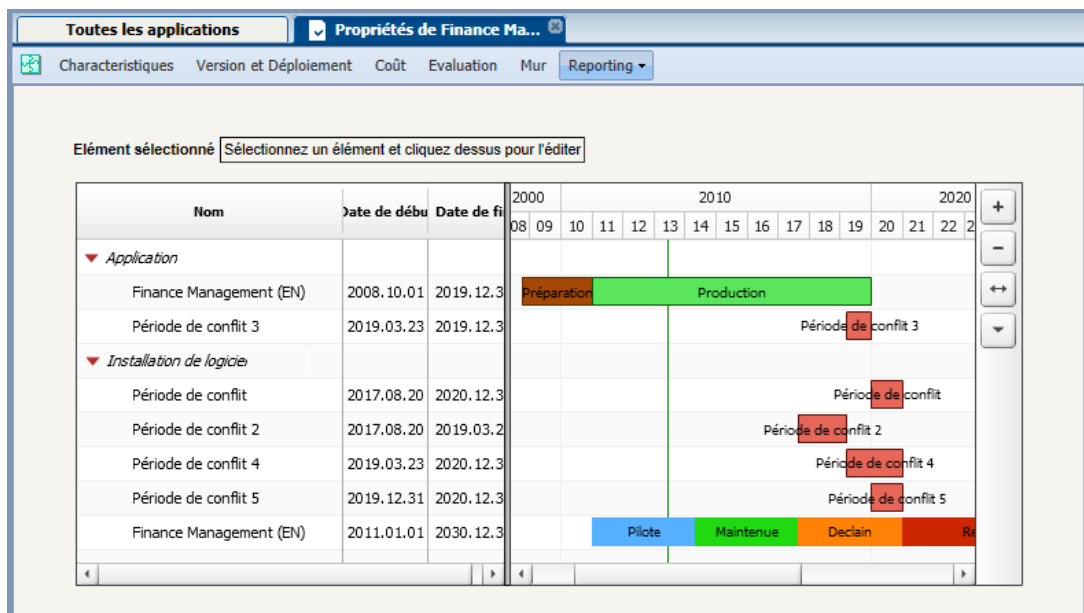 Toutes les applications Propriétés de Finance Ma...
Characteristiques Version et Déploiement Coût Evaluation Mur Reporting
Elément sélectionné Sélectionnez un élément et cliquez dessus pour l'éditer
Nom Date de débu Date de fi 2000 2010 2020
08 09 10 11 12 13 14 15 16 17 18 19 20 21 22 2
Application
Finance Management (EN) 2008.10.01 2019.12.3 Préparation Production
Période de conflit 3 2019.03.23 2019.12.3 Période de conflit 3
Installation de logiciel
Période de conflit 2017.08.20 2020.12.3 Période de conflit
Période de conflit 2 2017.08.20 2019.03.2 Période de conflit 2
Période de conflit 4 2019.03.23 2020.12.3 Période de conflit 4
Période de conflit 5 2019.12.31 2020.12.3 Période de conflit 5
Finance Management (EN) 2011.01.01 2030.12.3 Pilote Maintenue Declain Re